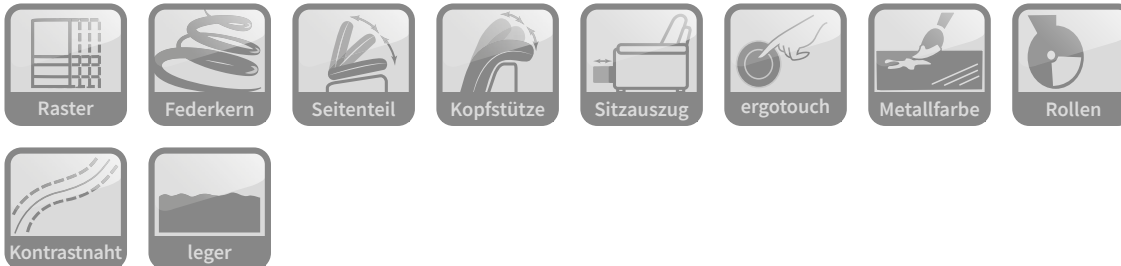 Raster
Federkern
Seitenteil
Kopfstütze
Sitzauszug
ergotouch
Metallfarbe
Rollen
Kontrastnaht
leger